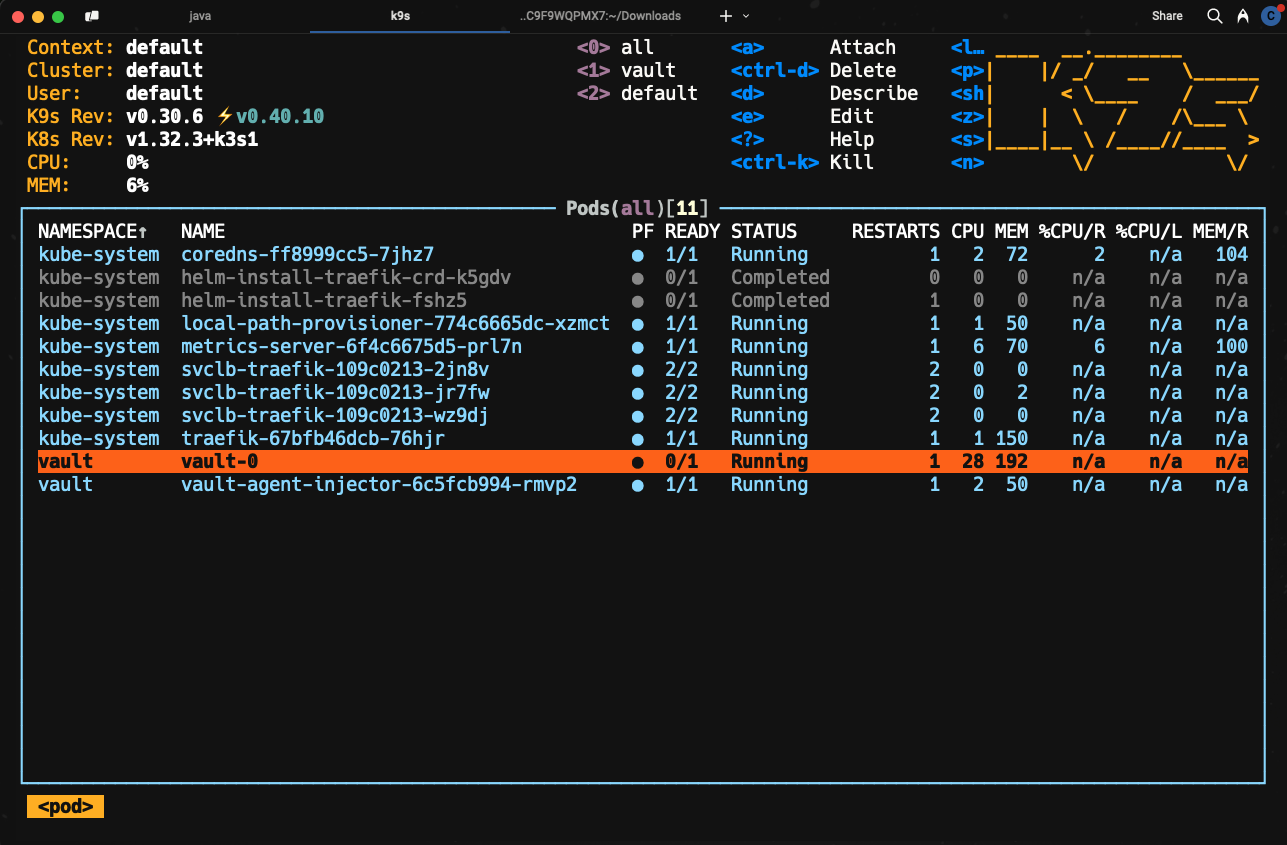 java k9s ..C9F9WQPMX7:~/Downloads + Share C
Context: default <0> all <a> Attach <l…
Cluster: default <1> vault <ctrl-d> Delete <p>
User: default <2> default <d> Describe <sh
K9s Rev: v0.30.6 ⚡v0.40.10 <e> Edit <z>
K8s Rev: v1.32.3+k3s1 <?> Help <s>
CPU: 0% <ctrl-k> Kill <n>
MEM: 6%
Pods(all)[11]
NAMESPACE↑ NAME PF READY STATUS RESTARTS CPU MEM %CPU/R %CPU/L MEM/R
kube-system coredns-ff8999cc5-7jhz7 ● 1/1 Running 1 2 72 2 n/a 104
kube-system helm-install-traefik-crd-k5gdv ● 0/1 Completed 0 0 0 n/a n/a n/a
kube-system helm-install-traefik-fshz5 ● 0/1 Completed 1 0 0 n/a n/a n/a
kube-system local-path-provisioner-774c6665dc-xzmct ● 1/1 Running 1 1 50 n/a n/a n/a
kube-system metrics-server-6f4c6675d5-prl7n ● 1/1 Running 1 6 70 6 n/a 100
kube-system svclb-traefik-109c0213-2jn8v ● 2/2 Running 2 0 0 n/a n/a n/a
kube-system svclb-traefik-109c0213-jr7fw ● 2/2 Running 2 0 2 n/a n/a n/a
kube-system svclb-traefik-109c0213-wz9dj ● 2/2 Running 2 0 0 n/a n/a n/a
kube-system traefik-67bfb46dcb-76hjr ● 1/1 Running 1 1 150 n/a n/a n/a
vault vault-0 ● 0/1 Running 1 28 192 n/a n/a n/a
vault vault-agent-injector-6c5fcb994-rmvp2 ● 1/1 Running 1 2 50 n/a n/a n/a
<pod>